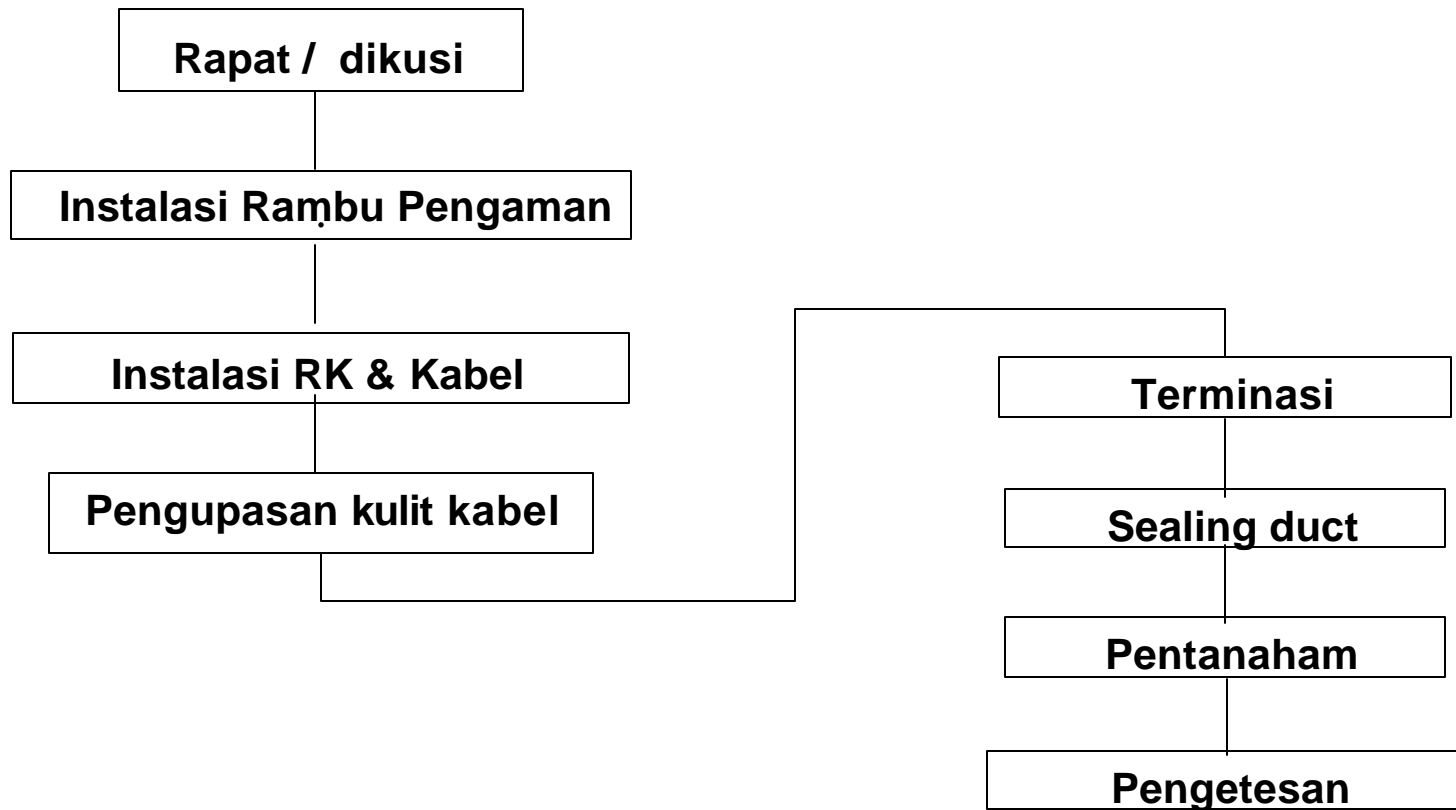 Rapat / dikusi
Instalasi Rambu Pengaman
Instalasi RK & Kabel
Pengupasan kulit kabel
Terminasi
Sealing duct
Pentanaham
Pengetesan